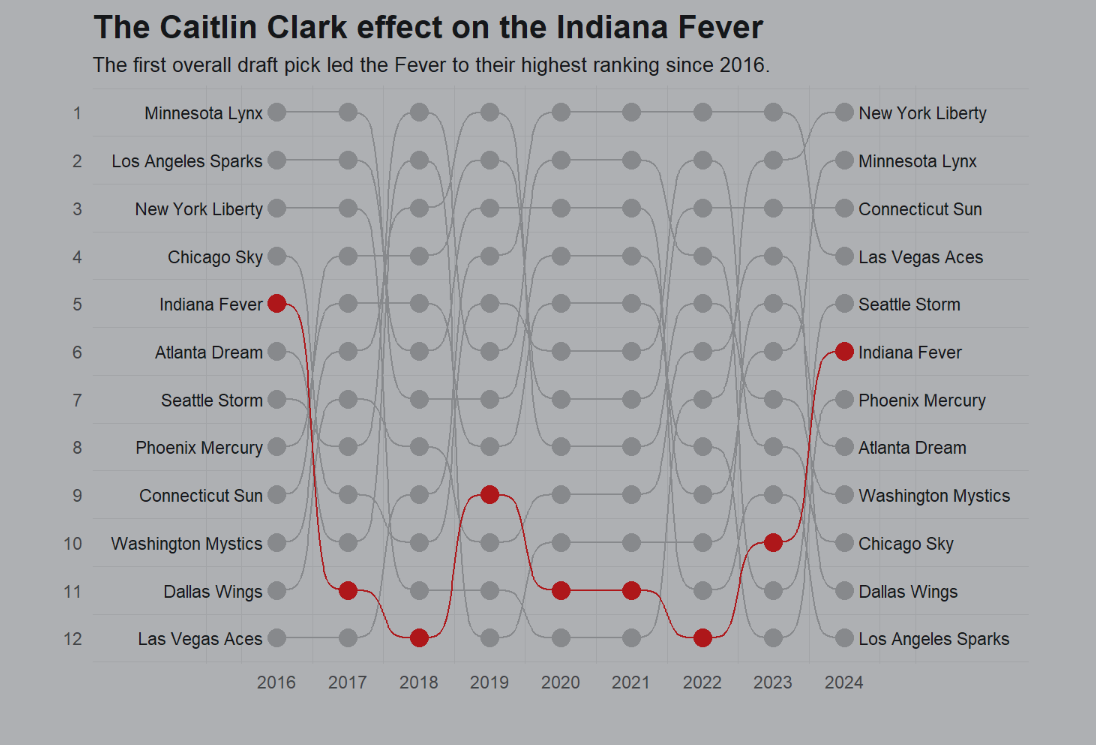 The Caitlin Clark effect on the Indiana Fever
The first overall draft pick led the Fever to their highest ranking since 2016.
1 Minnesota Lynx New York Liberty
2 Los Angeles Sparks Minnesota Lynx
3 New York Liberty Connecticut Sun
4 Chicago Sky Las Vegas Aces
5 Indiana Fever Seattle Storm
6 Atlanta Dream Indiana Fever
7 Seattle Storm Phoenix Mercury
8 Phoenix Mercury Atlanta Dream
9 Connecticut Sun Washington Mystics
10 Washington Mystics Chicago Sky
11 Dallas Wings Dallas Wings
12 Las Vegas Aces Los Angeles Sparks
2016 2017 2018 2019 2020 2021 2022 2023 2024